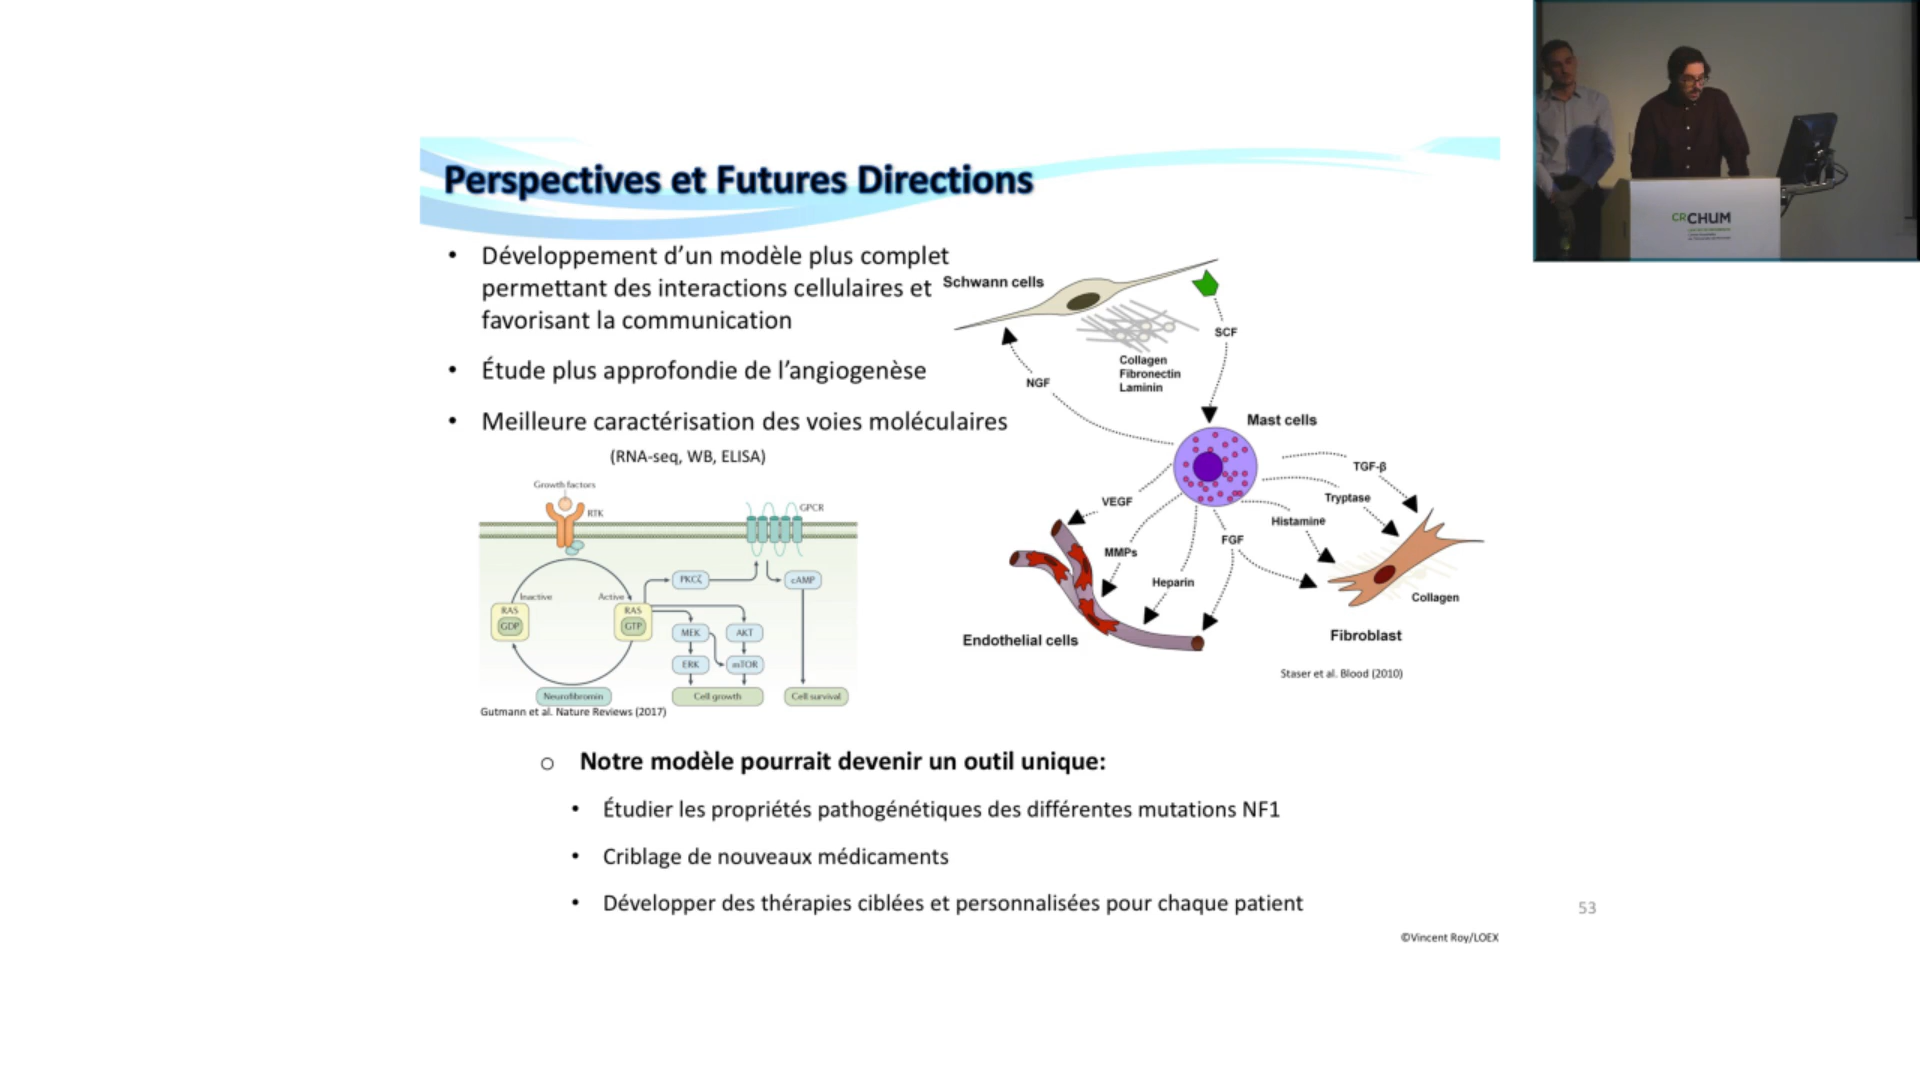 Perspectives et Futures Directions
• Développement d'un modèle plus complet
permettant des interactions cellulaires et
favorisant la communication
• Étude plus approfondie de l'angiogenèse
• Meilleure caractérisation des voies moléculaires
(RNA-seq, WB, ELISA)
Growth factors
RTK
GPCR
PKCζ
cAMP
Inactive
Active
RAS
GDP
RAS
GTP
MEK
AKT
ERK
mTOR
Neurofibromin
Cell growth
Cell survival
Gutmann et al. Nature Reviews (2017)
Schwann cells
SCF
Collagen
Fibronectin
Laminin
NGF
Mast cells
TGF-β
Tryptase
Histamine
VEGF
FGF
MMPs
Heparin
Collagen
Endothelial cells
Fibroblast
Staser et al. Blood (2010)
o Notre modèle pourrait devenir un outil unique:
• Étudier les propriétés pathogénétiques des différentes mutations NF1
• Criblage de nouveaux médicaments
• Développer des thérapies ciblées et personnalisées pour chaque patient
53
©Vincent Roy/LOEX
CRCHUM